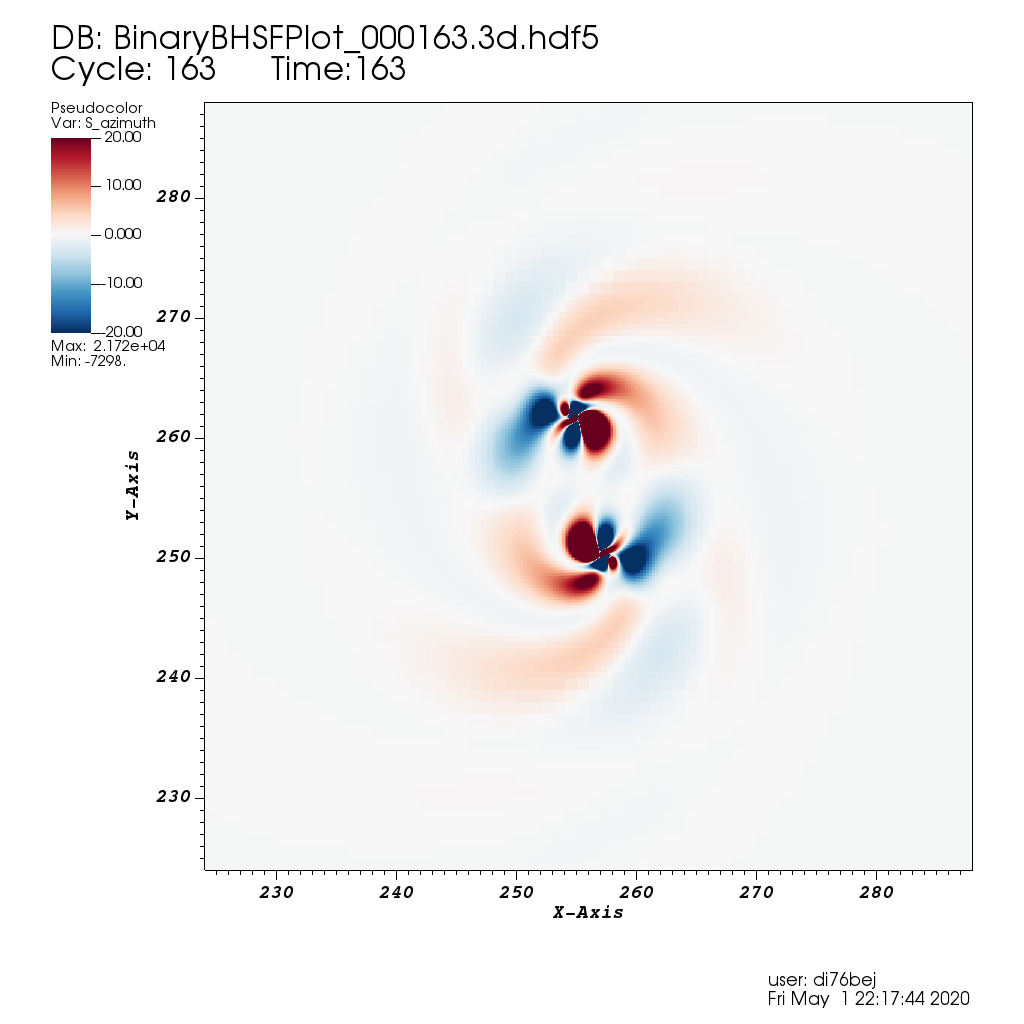 DB: BinaryBHSFPlot_000163.3d.hdf5
Cycle: 163 Time:163
Pseudocolor
Var: S_azimuth
20.00
10.00
0.000
-10.00
-20.00
Max: 2.172e+04
Min: -7298.
280
270
260
250
240
230
Y-Axis
230 240 250 260 270 280
X-Axis
user: di76bej
Fri May 1 22:17:44 2020